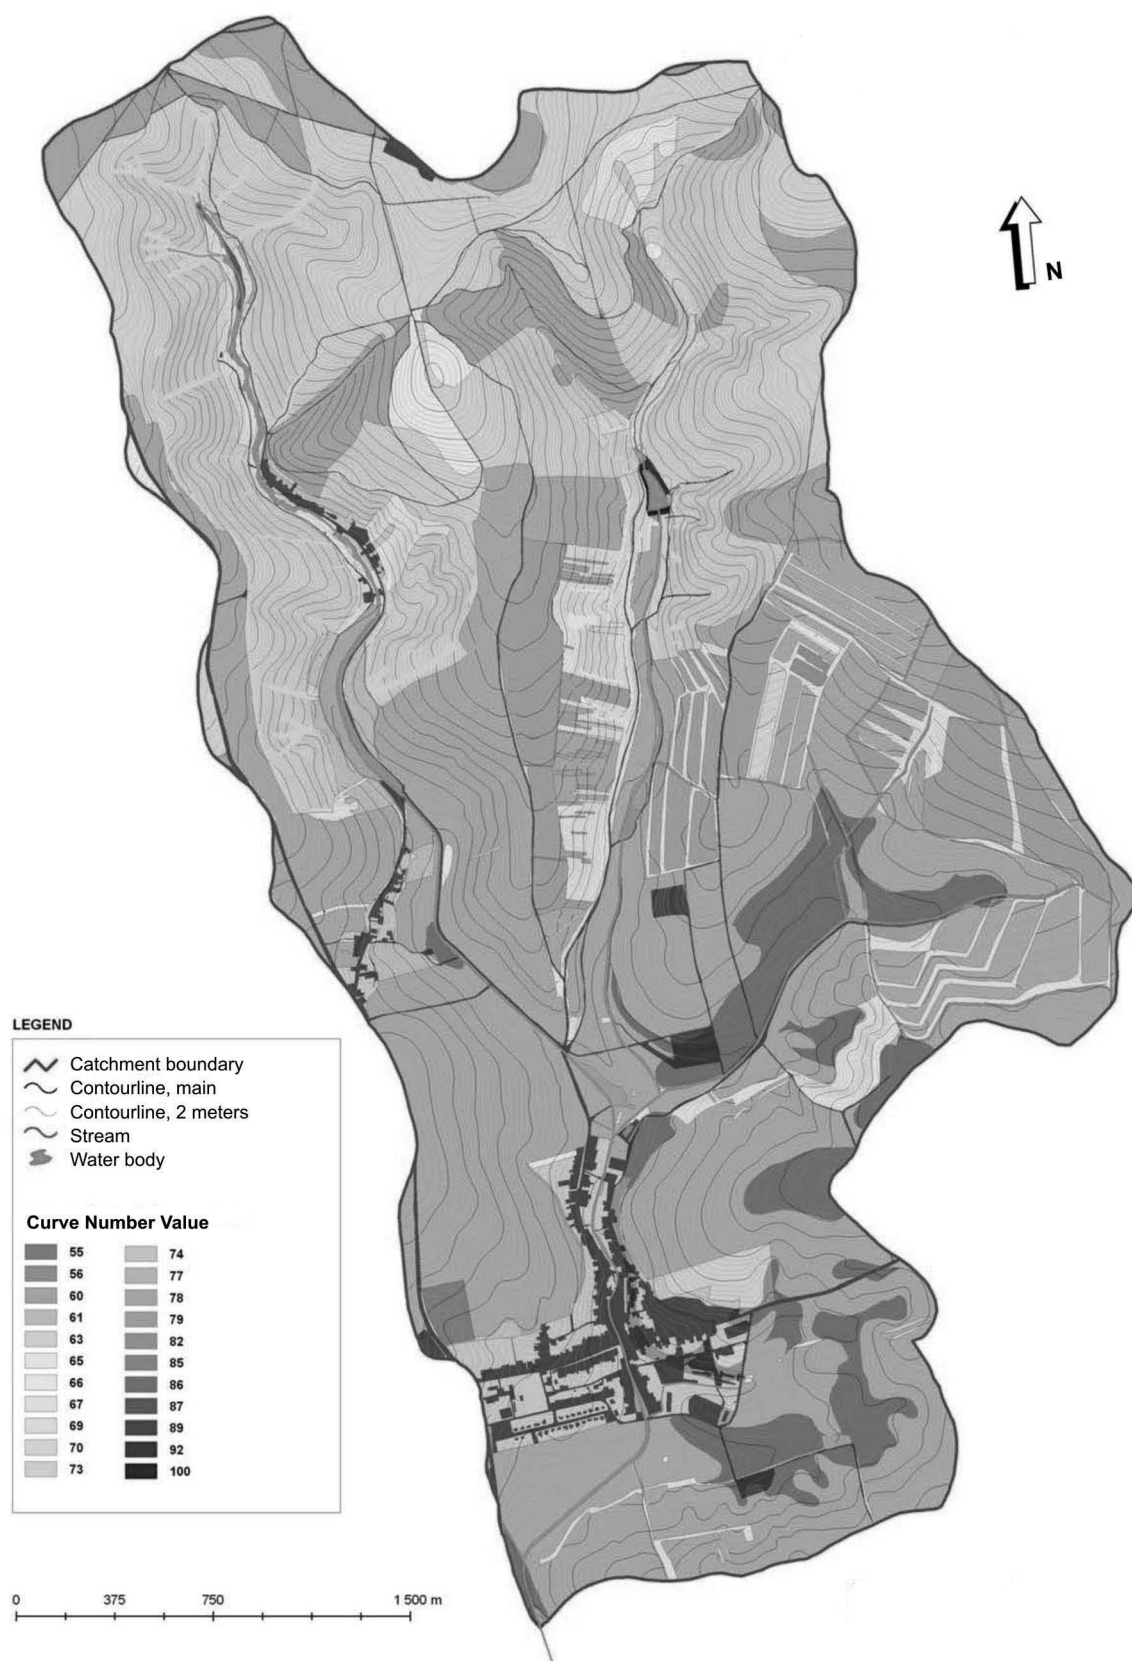 N
LEGEND
Catchment boundary
Contourline, main
Contourline, 2 meters
Stream
Water body
Curve Number Value
55
56
60
61
63
65
66
67
69
70
73
74
77
78
79
82
85
86
87
89
92
100
0 375 750 1 500 m